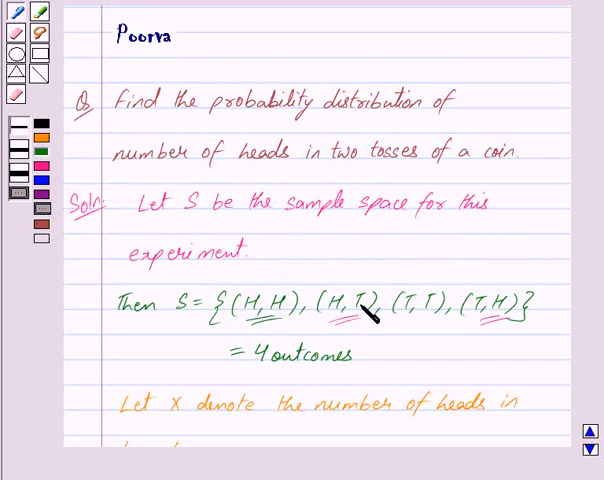 Poorva
Q Find the probability distribution of
number of heads in two tosses of a coin.
Soln: Let S be the sample space for this
experiment.
Then S = { (H, H), (H, T), (T, T), (T, H) }
= 4 outcomes
Let X denote the number of heads in